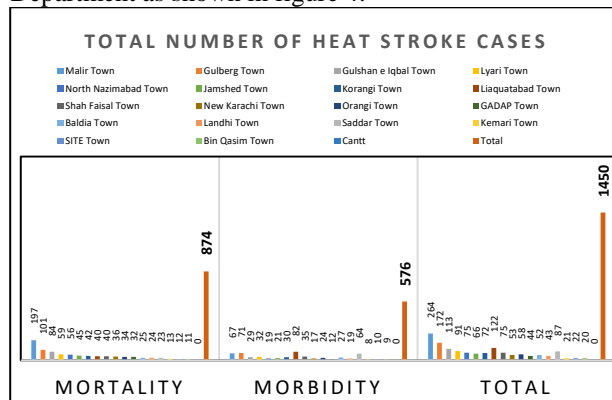 Department as shown in figure 4.
TOTAL NUMBER OF HEAT STROKE CASES
Malir Town Gulberg Town Gulshan e Iqbal Town Lyari Town
North Nazimabad Town Jamshed Town Korangi Town Liaquatabad Town
Shah Faisal Town New Karachi Town Orangi Town GADAP Town
Baldia Town Landhi Town Saddar Town Kemari Town
SITE Town Bin Qasim Town Cantt Total
197 101 84 59 56 45 42 40 40 36 34 32 25 24 23 13 12 11 0 874
67 71 29 32 19 21 30 82 35 17 24 12 27 19 64 8 10 9 0 576
264 172 113 91 75 66 72 122 75 53 58 44 52 43 87 21 22 20 0 1450
MORTALITY MORBIDITY TOTAL